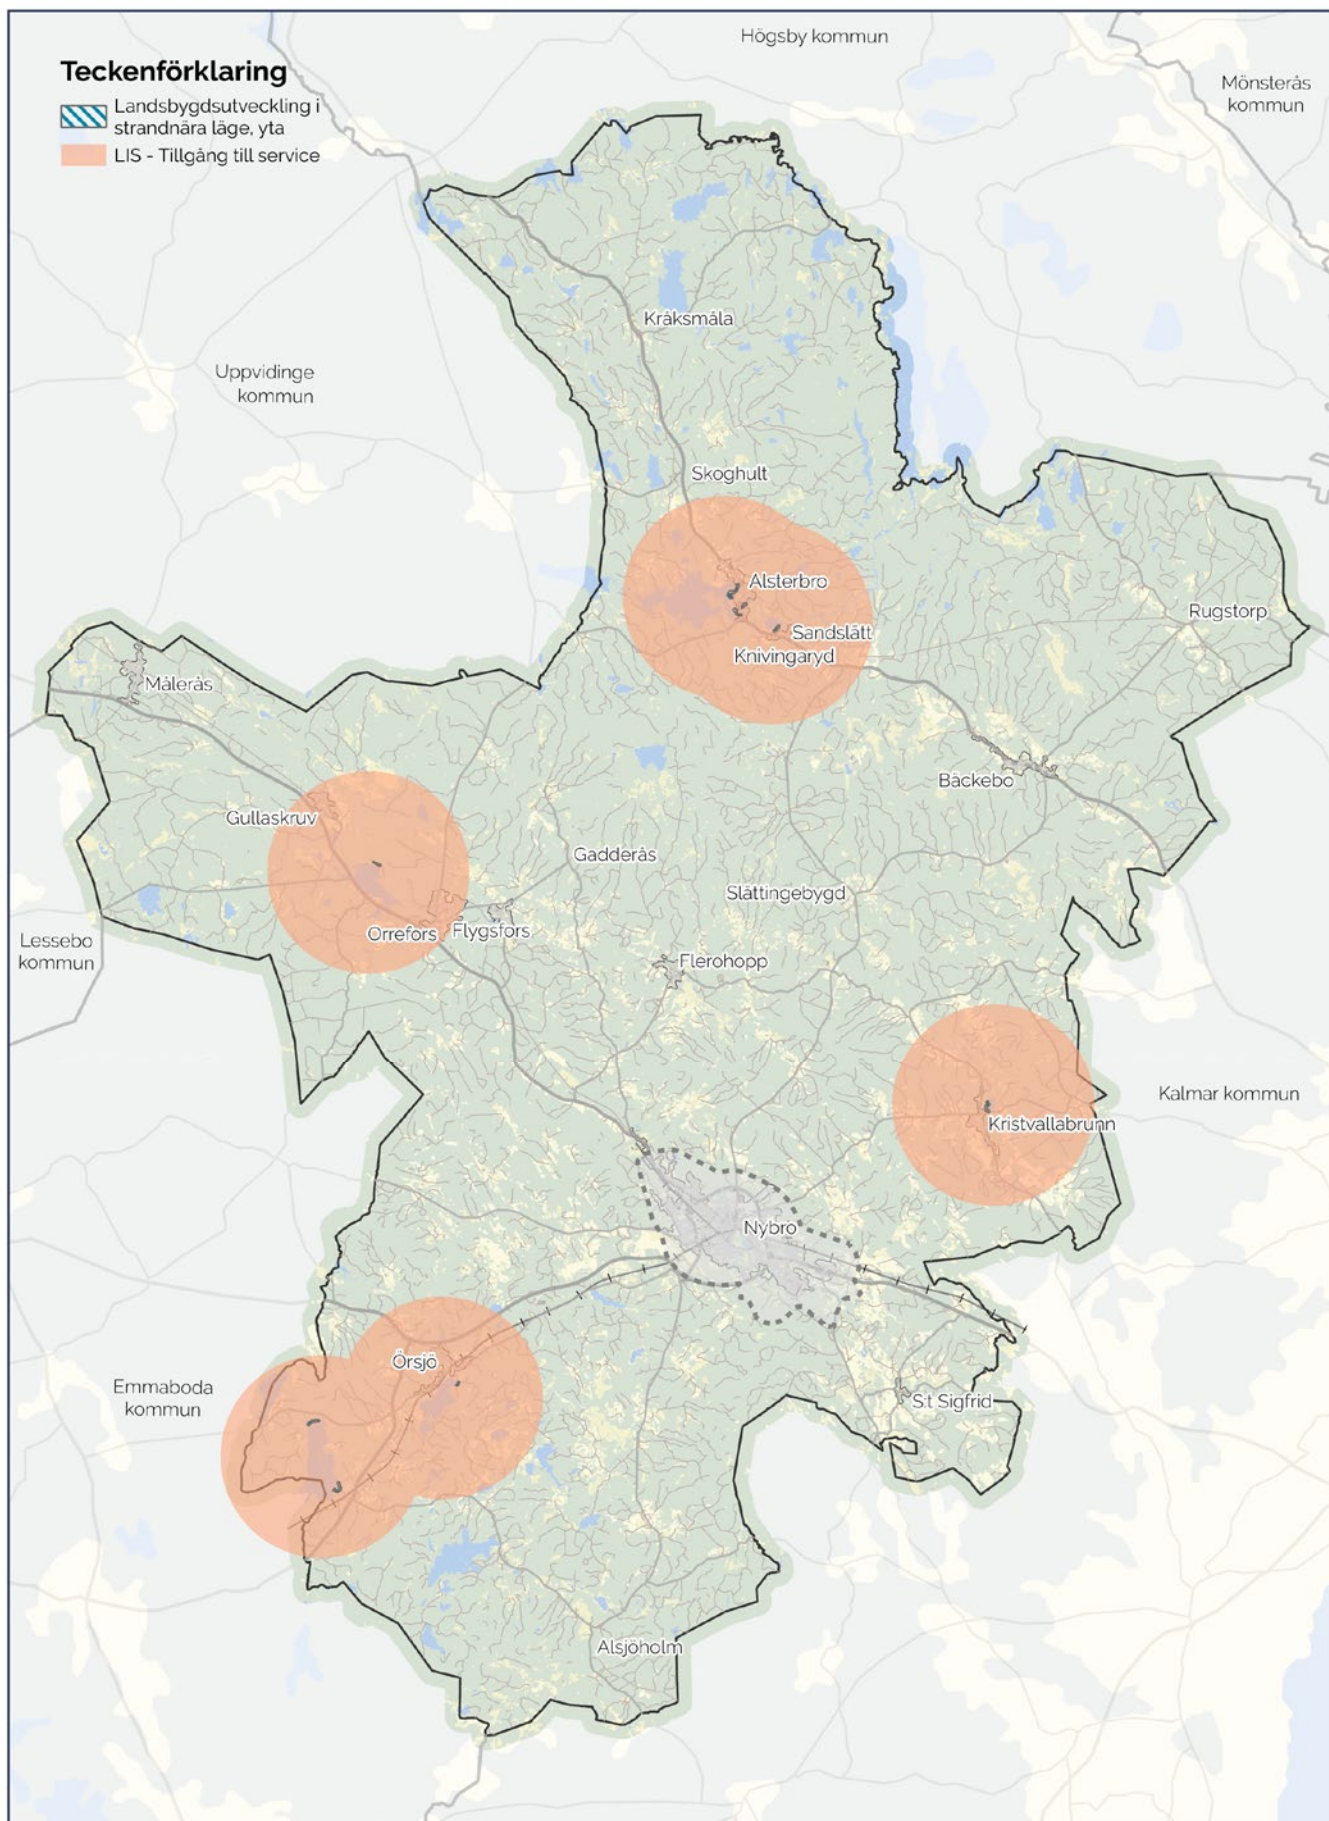 Teckenförklaring
Landsbygdsutveckling i
strandnära läge, yta
LIS - Tillgång till service
Högsby kommun
Mönsterås
kommun
Kråksmåla
Uppvidinge
kommun
Skoghult
Alsterbro
Rugstorp
Sandslätt
Knivingaryd
Målerås
Bäckebo
Gullaskruv
Gadderås
Slättingebygd
Orrefors
Flygsfors
Lessebo
kommun
Flerohopp
Kalmar kommun
Kristvallabrunn
Nybro
Örsjö
Emmaboda
kommun
S:t Sigfrid
Alsjöholm